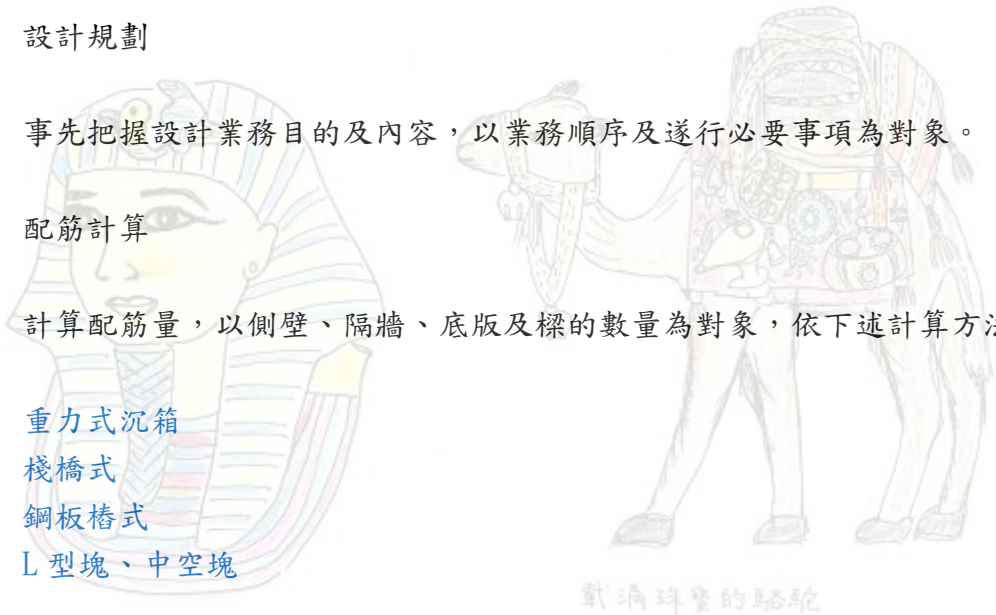 設計規劃
事先把握設計業務目的及內容，以業務順序及遂行必要事項為對象。
配筋計算
計算配筋量，以側壁、隔牆、底版及樑的數量為對象，依下述計算方法
重力式沉箱
棧橋式
鋼板樁式
L 型塊、中空塊
戴滿珠寶的駱駝